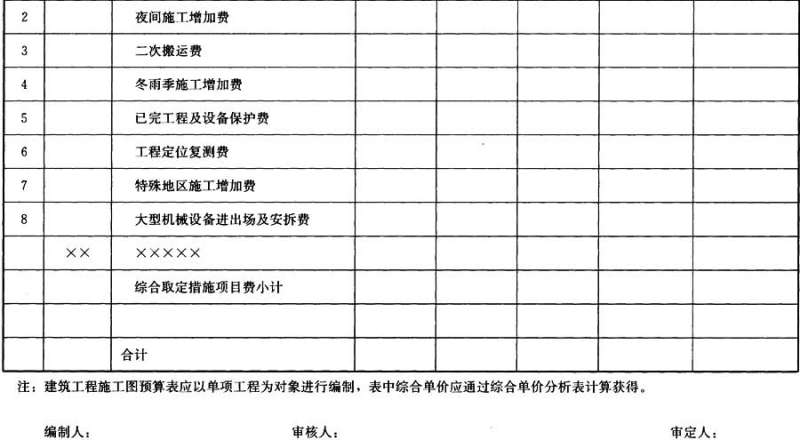 2 夜间施工增加费
3 二次搬运费
4 冬雨季施工增加费
5 已完工程及设备保护费
6 工程定位复测费
7 特殊地区施工增加费
8 大型机械设备进出场及安拆费
×× ×××××
综合取定措施项目费小计
合计
注：建筑工程施工图预算表应以单项工程为对象进行编制，表中综合单价应通过综合单价分析表计算获得。
编制人： 审核人： 审定人：